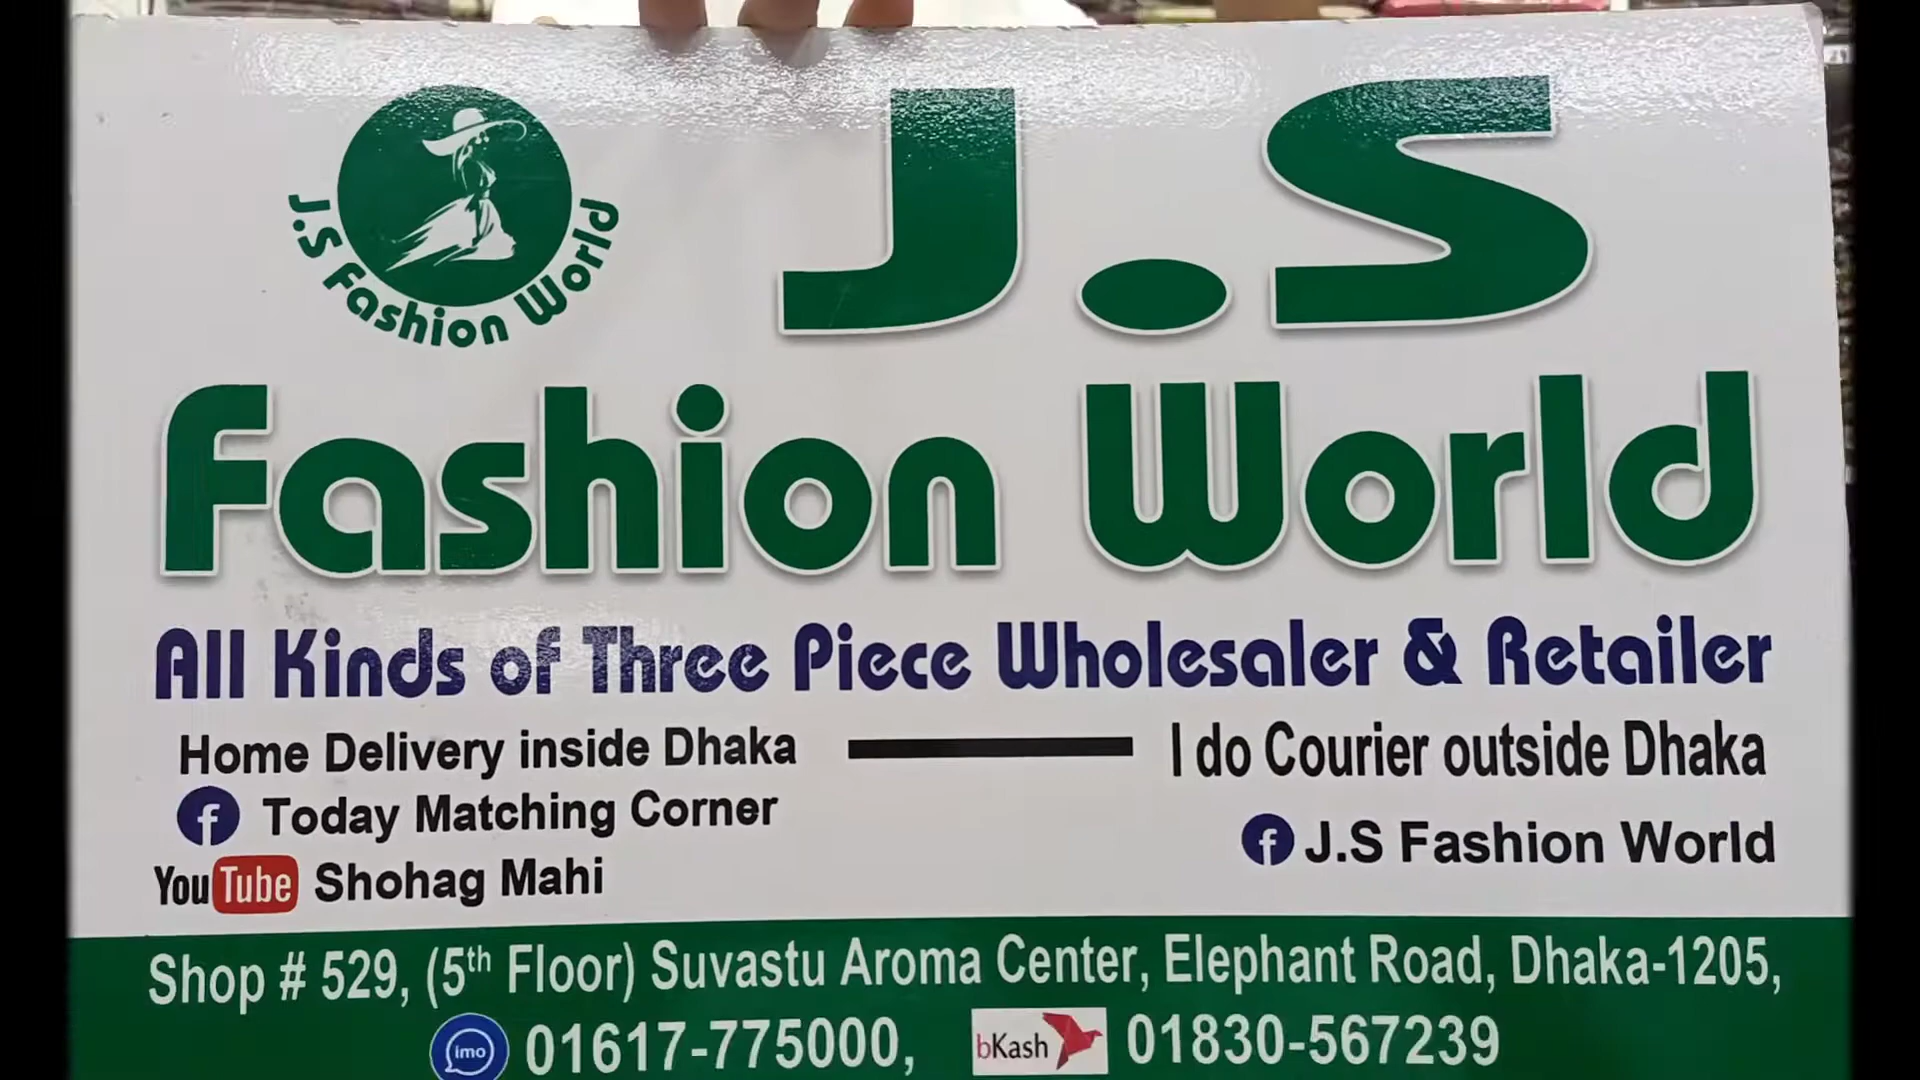 J.S Fashion World
J.S
Fashion World
All Kinds of Three Piece Wholesaler & Retailer
Home Delivery inside Dhaka
I do Courier outside Dhaka
Today Matching Corner
J.S Fashion World
YouTube Shohag Mahi
Shop # 529, (5th Floor) Suvastu Aroma Center, Elephant Road, Dhaka-1205,
imo 01617-775000, bKash 01830-567239